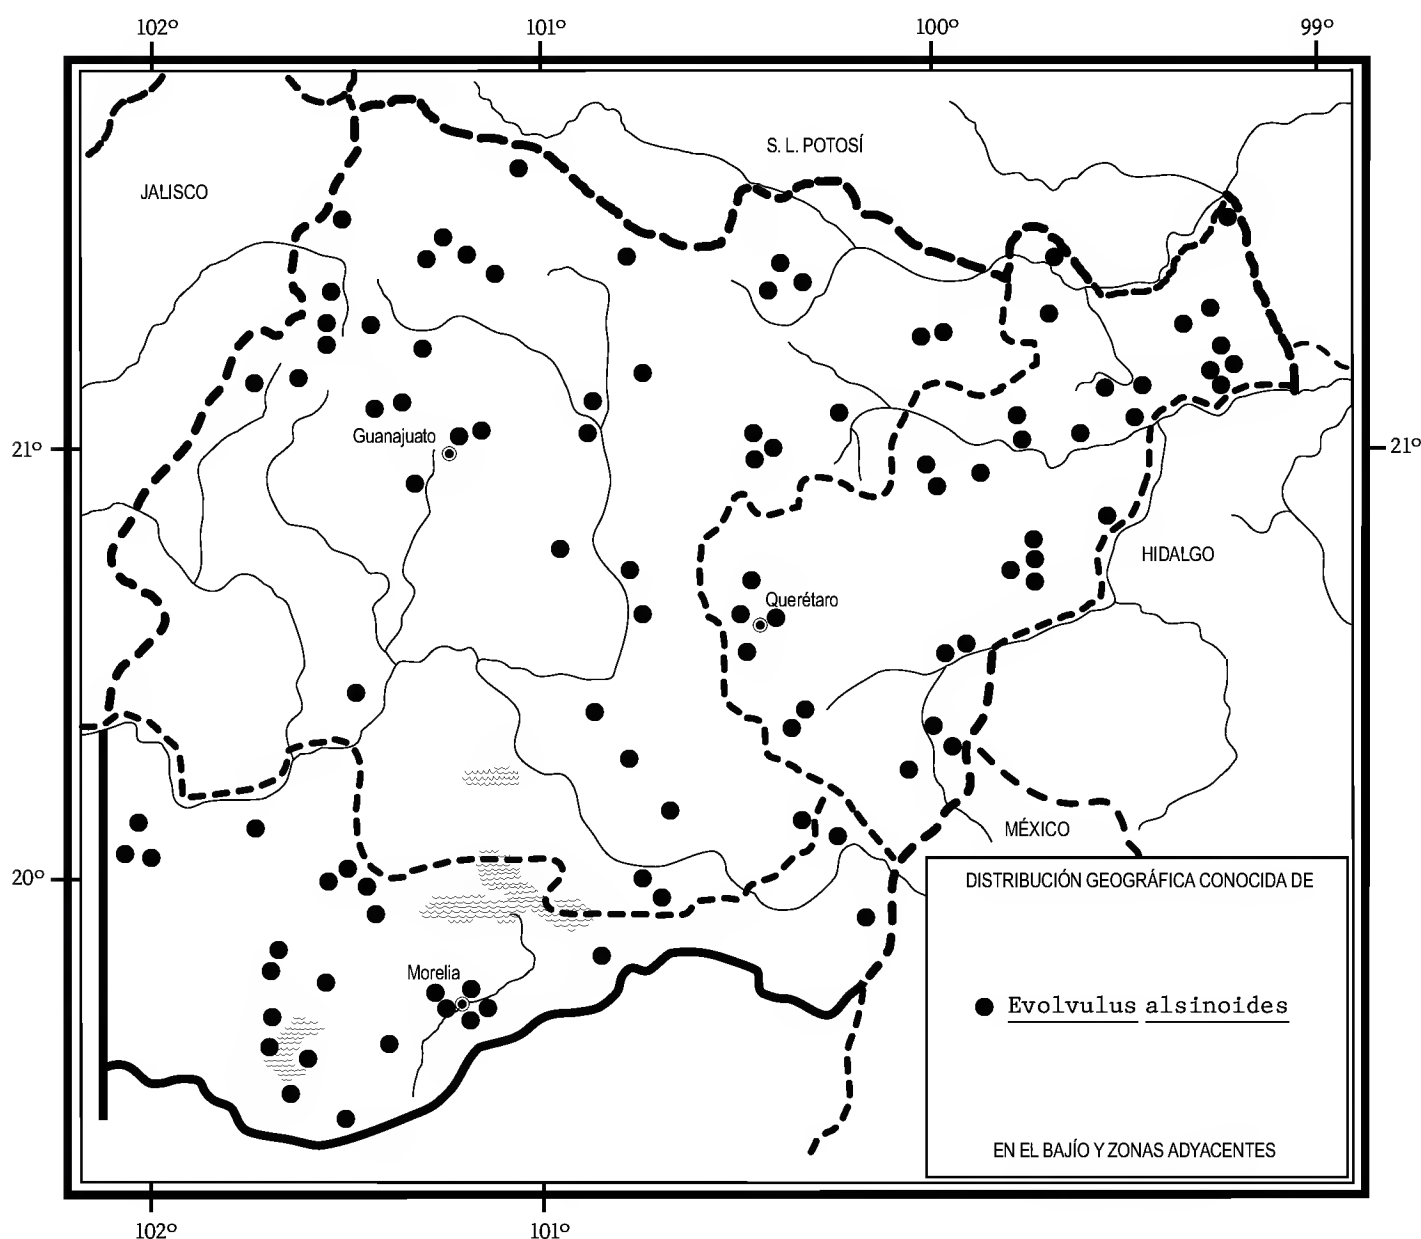 102º 101º 100º 99º
S. L. POTOSÍ
JALISCO
Guanajuato
21º 21º
HIDALGO
Querétaro
MÉXICO
20º
DISTRIBUCIÓN GEOGRÁFICA CONOCIDA DE
Morelia
Evolvulus alsinoides
EN EL BAJÍO Y ZONAS ADYACENTES
102º 101º